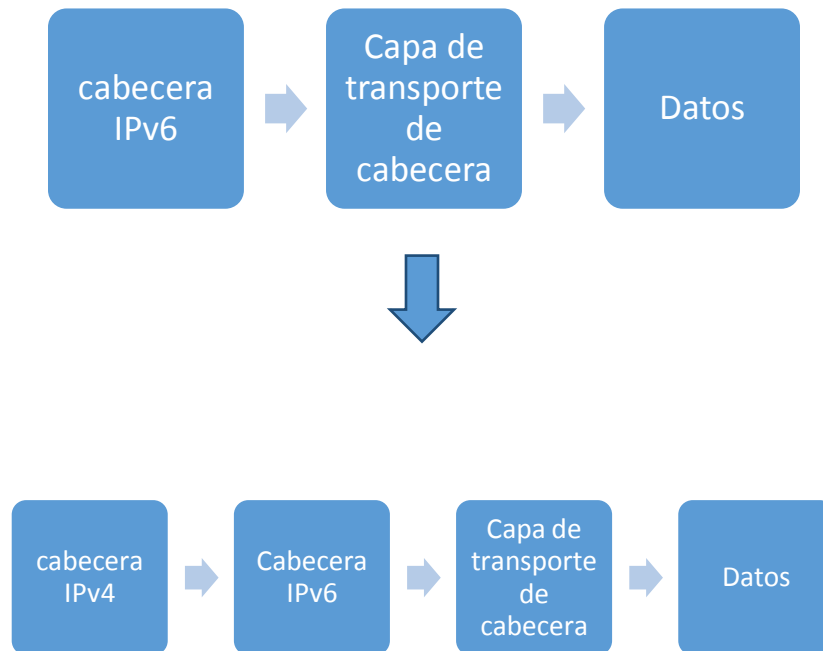 cabecera
IPv6
Capa de
transporte
de
cabecera
Datos
cabecera
IPv4
Cabecera
IPv6
Capa de
transporte
de
cabecera
Datos